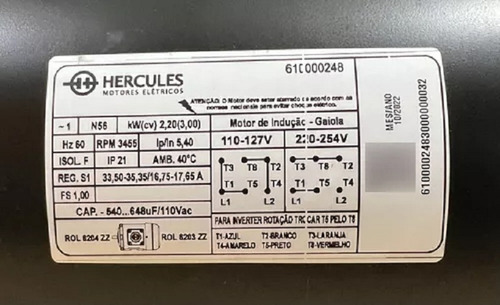 HERCULES
MOTORES ELÉTRICOS
610000248
ATENÇÃO: O Motor deve estar aterrado de acordo com as
normas nacionais para evitar choque elétrico.
MES/ANO
10/2022
610000248300000000032
~ 1 N56 kW(cv) 2,20(3,00) Motor de Indução - Gaiola
Hz 60 RPM 3455 Ip/In 5,40 110-127V 220-254V
ISOL. F IP 21 AMB. 40°C
REG. S1 33,50-35,35/16,75-17,65 A
FS 1,00
CAP. - 540...648uF/110Vac
T3 T8 T2 T3 T8 T2
T1 T5 T4 T1 T5 T4
L1 L2 L1 L2
PARA INVERTER ROTAÇÃO TROCAR T5 PELO T8
ROL 6204 ZZ ROL 6203 ZZ
T1-AZUL T2-BRANCO T3-LARANJA
T4-AMARELO T5-PRETO T8-VERMELHO